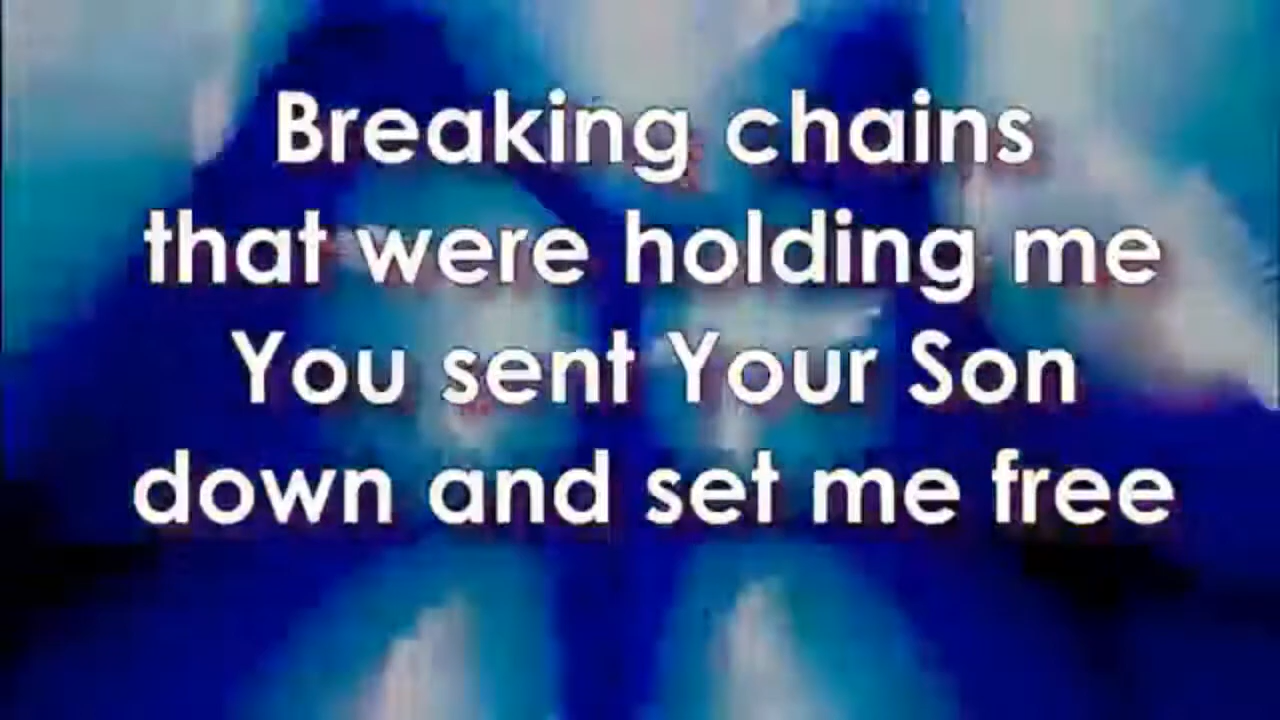 Breaking chains
that were holding me
You sent Your Son
down and set me free